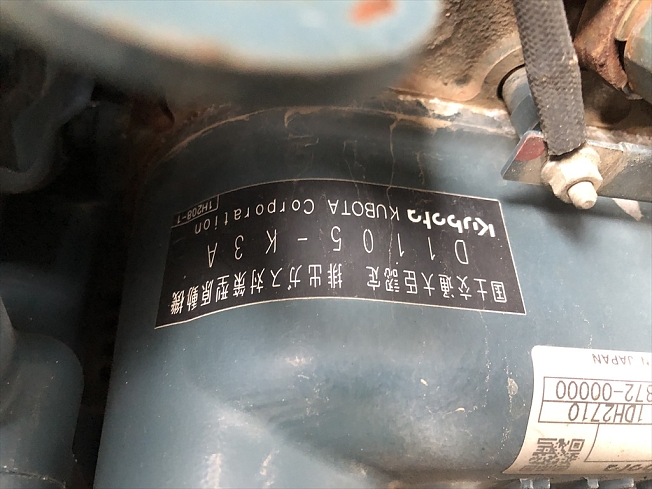 国土交通大臣認定 排出ガス対策型原動機
D1105-K3A
Kubota KUBOTA Corporation
1H208-1
1DH2710
872-00000
N JAPAN